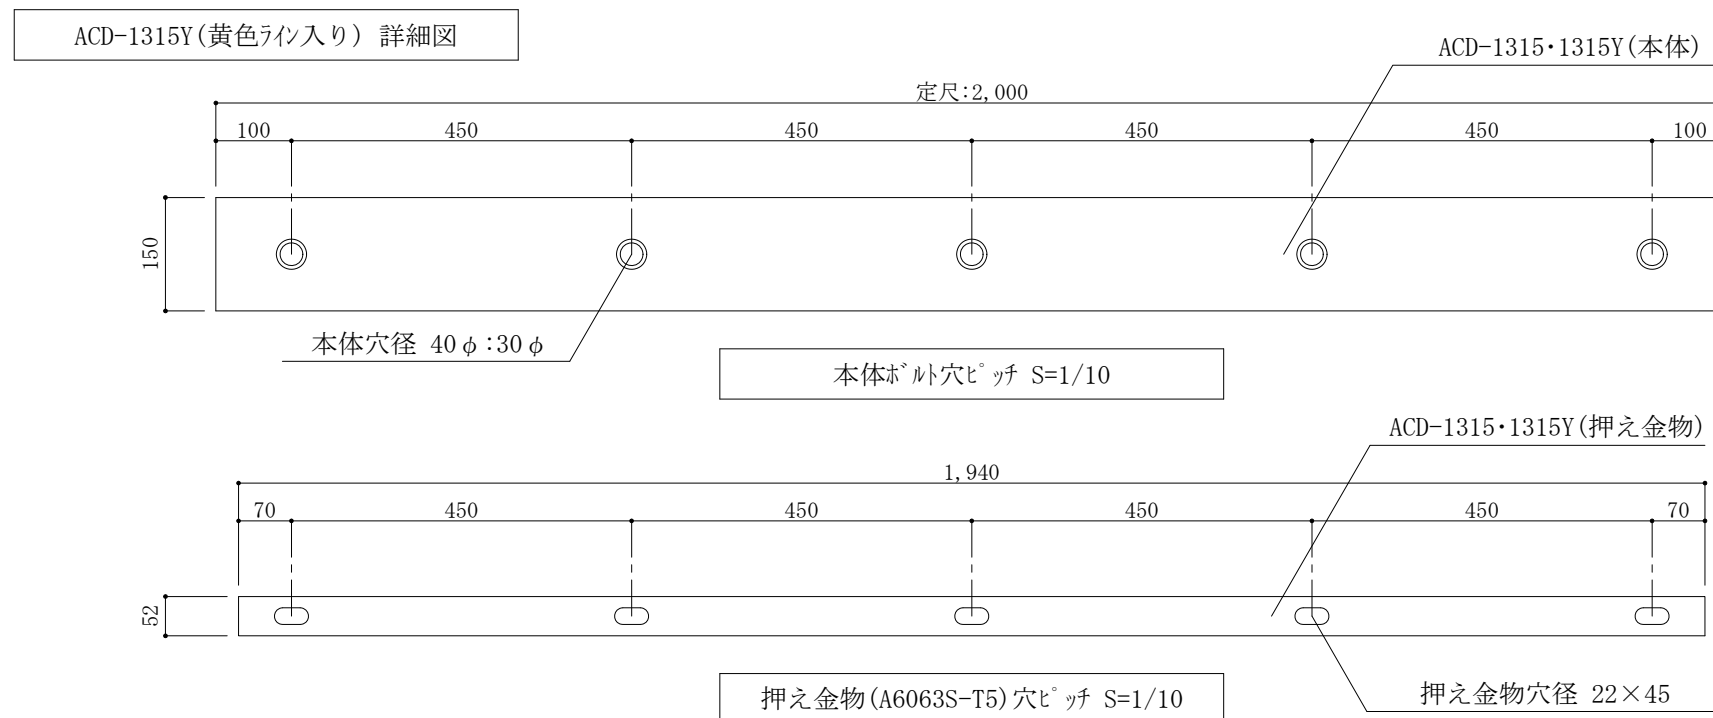 ACD-1315Y(黄色ﾗｲﾝ入り) 詳細図
ACD-1315･1315Y(本体)
定尺:2,000
100 450 450 450 450 100
150
本体穴径 40φ:30φ
本体ﾎﾞﾙﾄ穴ﾋﾟｯﾁ S=1/10
ACD-1315･1315Y(押え金物)
1,940
70 450 450 450 450 70
52
押え金物(A6063S-T5)穴ﾋﾟｯﾁ S=1/10
押え金物穴径 22×45